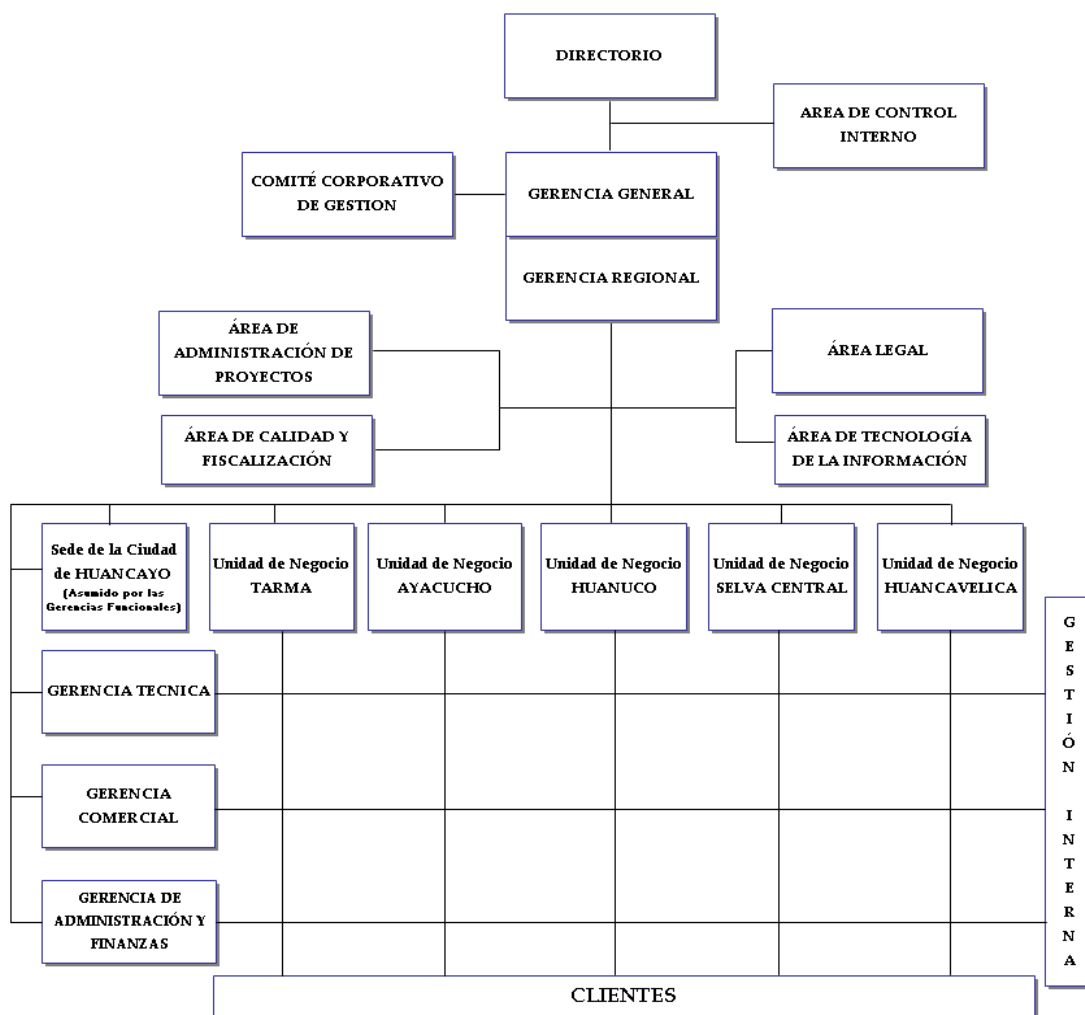 DIRECTORIO
AREA DE CONTROL
INTERNO
COMITÉ CORPORATIVO
DE GESTION
GERENCIA GENERAL
GERENCIA REGIONAL
ÁREA DE
ADMINISTRACIÓN DE
PROYECTOS
ÁREA LEGAL
ÁREA DE CALIDAD Y
FISCALIZACIÓN
ÁREA DE TECNOLOGÍA
DE LA INFORMACIÓN
Sede de la Ciudad
de HUANCAYO
(Asumido por las
Gerencias Funcionales)
Unidad de Negocio
TARMA
Unidad de Negocio
AYACUCHO
Unidad de Negocio
HUANUCO
Unidad de Negocio
SELVA CENTRAL
Unidad de Negocio
HUANCAVELICA
GERENCIA TECNICA
GERENCIA
COMERCIAL
GERENCIA DE
ADMINISTRACIÓN Y
FINANZAS
GESTIÓN INTERNA
CLIENTES